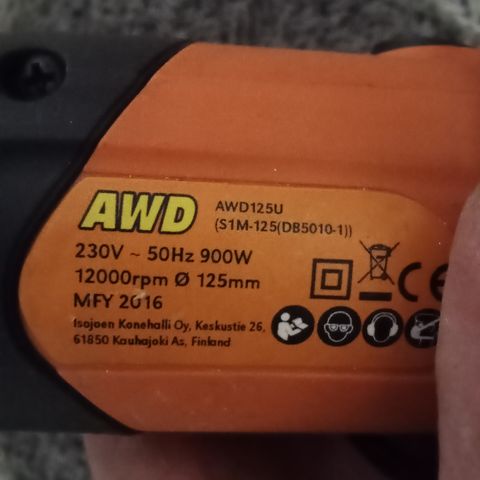 AWD
AWD125U
(S1M-125(DB5010-1))
230V ~ 50Hz 900W
12000rpm Ø 125mm
MFY 2016
Isojoen Konehalli Oy, Keskustie 26,
61850 Kauhajoki As, Finland
CE